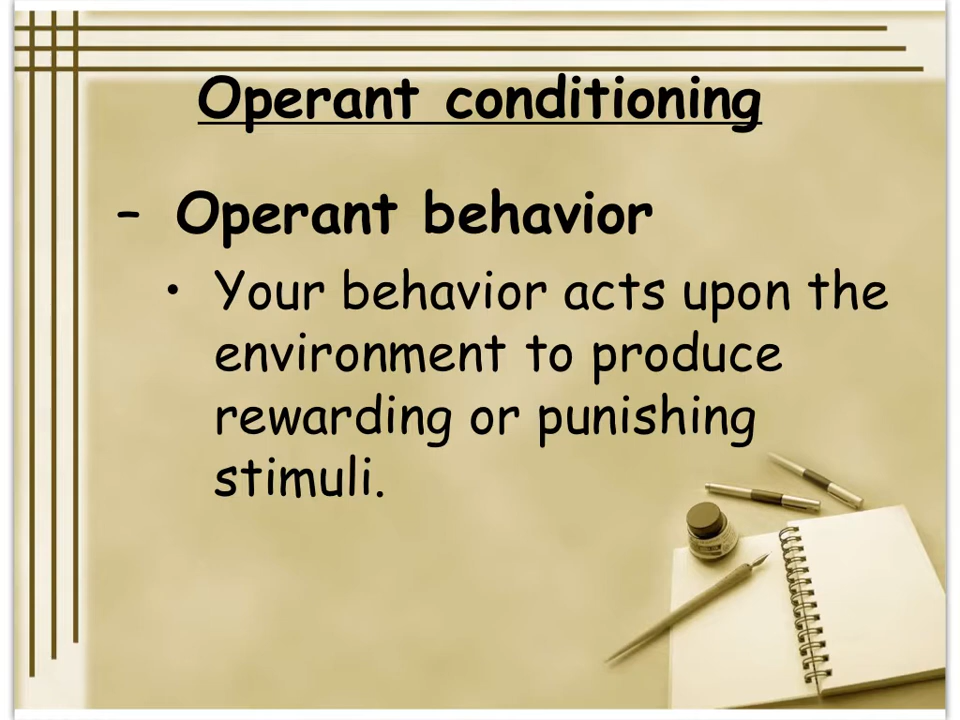 Operant conditioning
– Operant behavior
• Your behavior acts upon the
environment to produce
rewarding or punishing
stimuli.